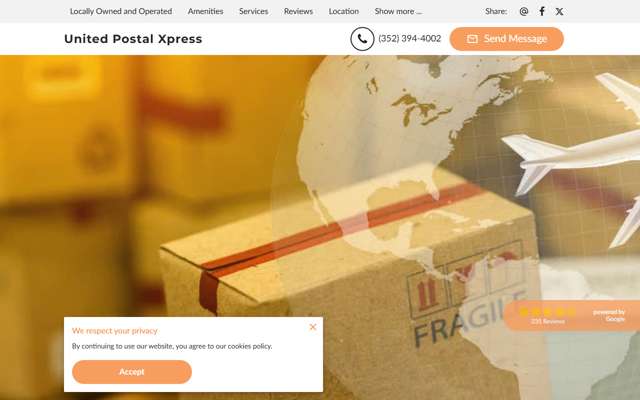 Locally Owned and Operated Amenities Services Reviews Location Show more ... Share:
United Postal Xpress
(352) 394-4002
Send Message
FRAGILE
powered by
Google
We respect your privacy
By continuing to use our website, you agree to our cookies policy.
Accept